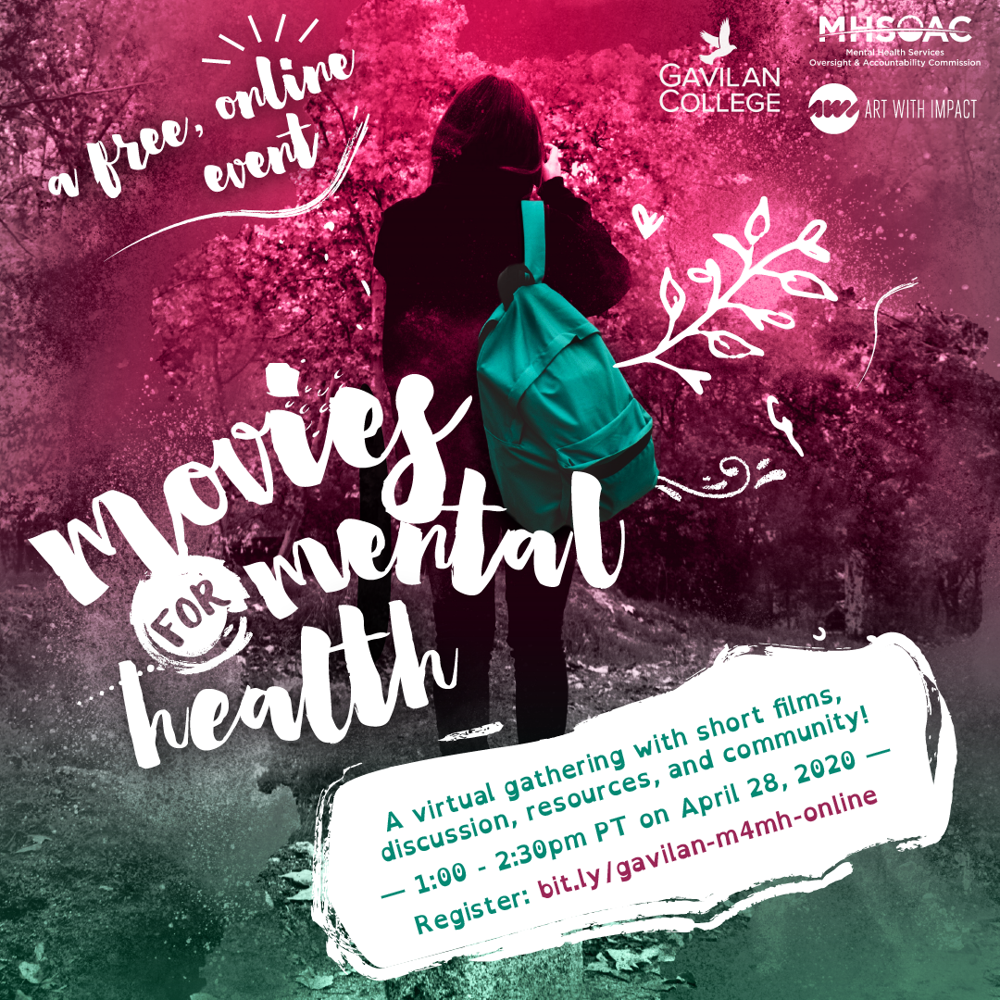 a free, online
event
GAVILAN
COLLEGE
MHSOAC
Mental Health Services
Oversight & Accountability Commission
ART WITH IMPACT
movies
FOR mental
health
A virtual gathering with short films,
discussion, resources, and community!
— 1:00 - 2:30pm PT on April 28, 2020 —
Register: bit.ly/gavilan-m4mh-online